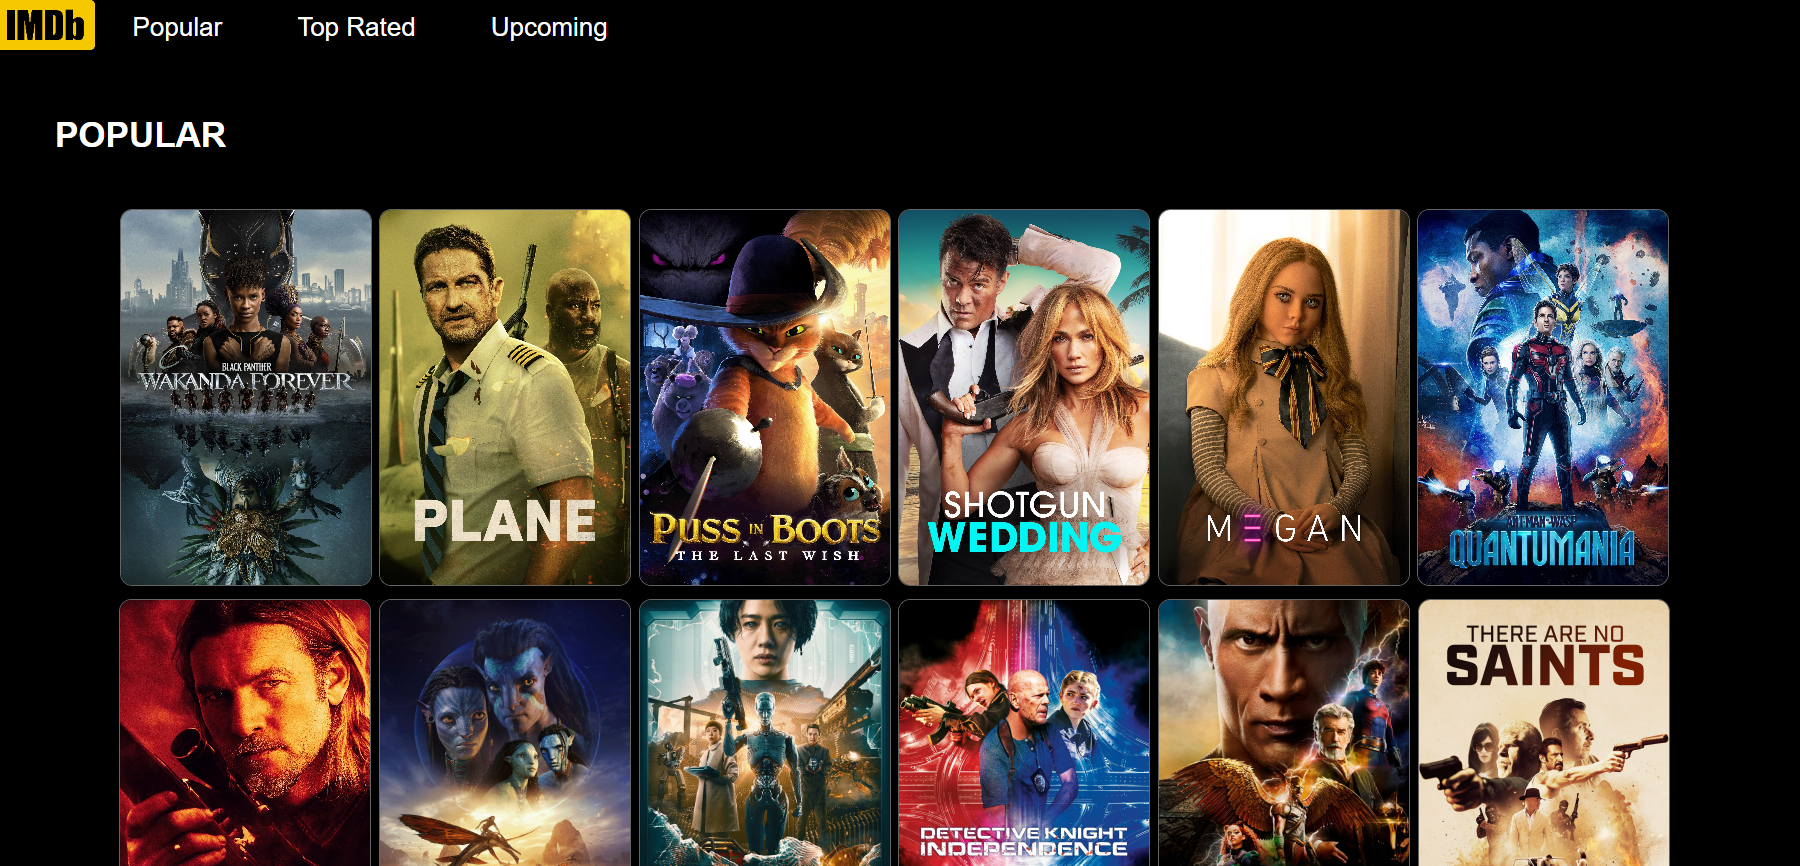 IMDb Popular Top Rated Upcoming
POPULAR
BLACK PANTHER
WAKANDA FOREVER
PLANE
PUSS IN BOOTS
THE LAST WISH
SHOTGUN
WEDDING
MΞGAN
ANT-MAN AND THE WASP
QUANTUMANIA
DETECTIVE KNIGHT
INDEPENDENCE
THERE ARE NO
SAINTS